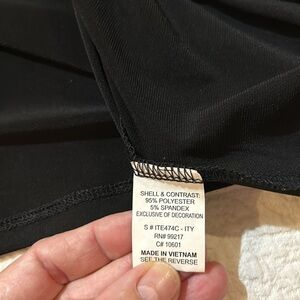 SHELL & CONTRAST:
95% POLYESTER
5% SPANDEX
EXCLUSIVE OF DECORATION
S # ITE474C - ITY
RN# 99217
C# 10601
MADE IN VIETNAM
SEE THE REVERSE